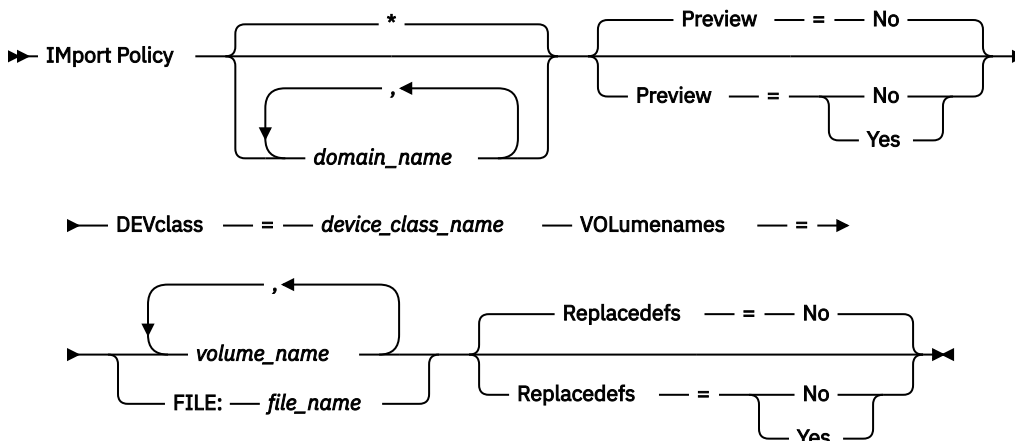 *
Preview = No
IMport Policy
,
Preview = No
domain_name
Yes
DEVclass = device_class_name VOLumenames =
,
Replacedefs = No
volume_name
Replacedefs = No
FILE: file_name
Yes